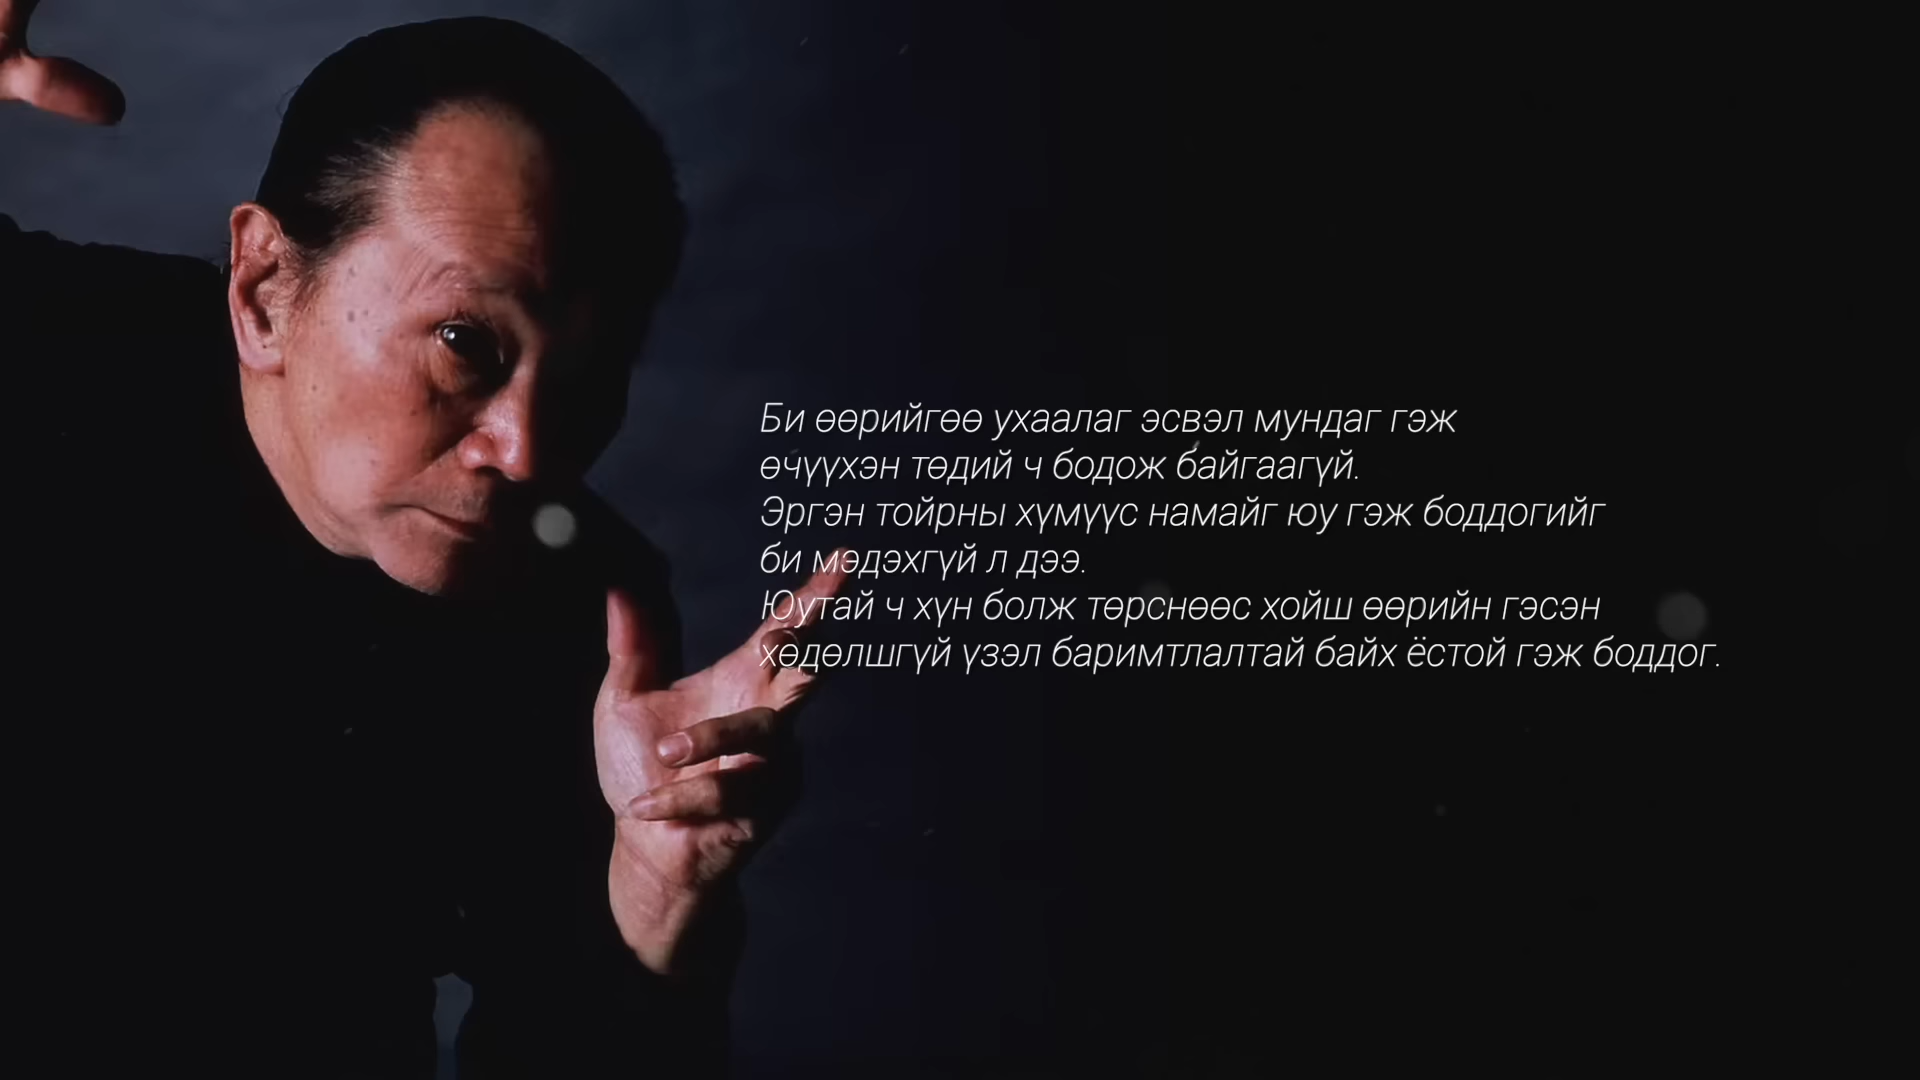 Би өөрийгөө ухаалаг эсвэл мундаг гэж
өчүүхэн төдий ч бодож байгаагүй.
Эргэн тойрны хүмүүс намайг юу гэж боддогийг
би мэдэхгүй л дээ.
Юутай ч хүн болж төрснөөс хойш өөрийн гэсэн
хөдөлшгүй үзэл баримтлалтай байх ёстой гэж боддог.